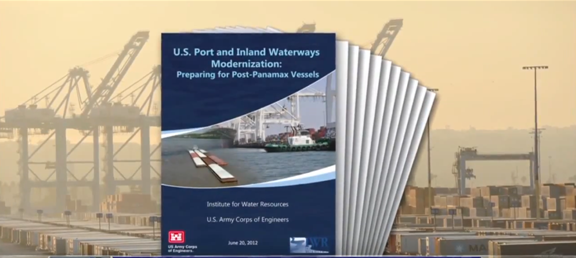 U.S. Port and Inland Waterways
Modernization:
Preparing for Post-Panamax Vessels
Institute for Water Resources
U.S. Army Corps of Engineers
US Army Corps
of Engineers.
June 20, 2012
IWR